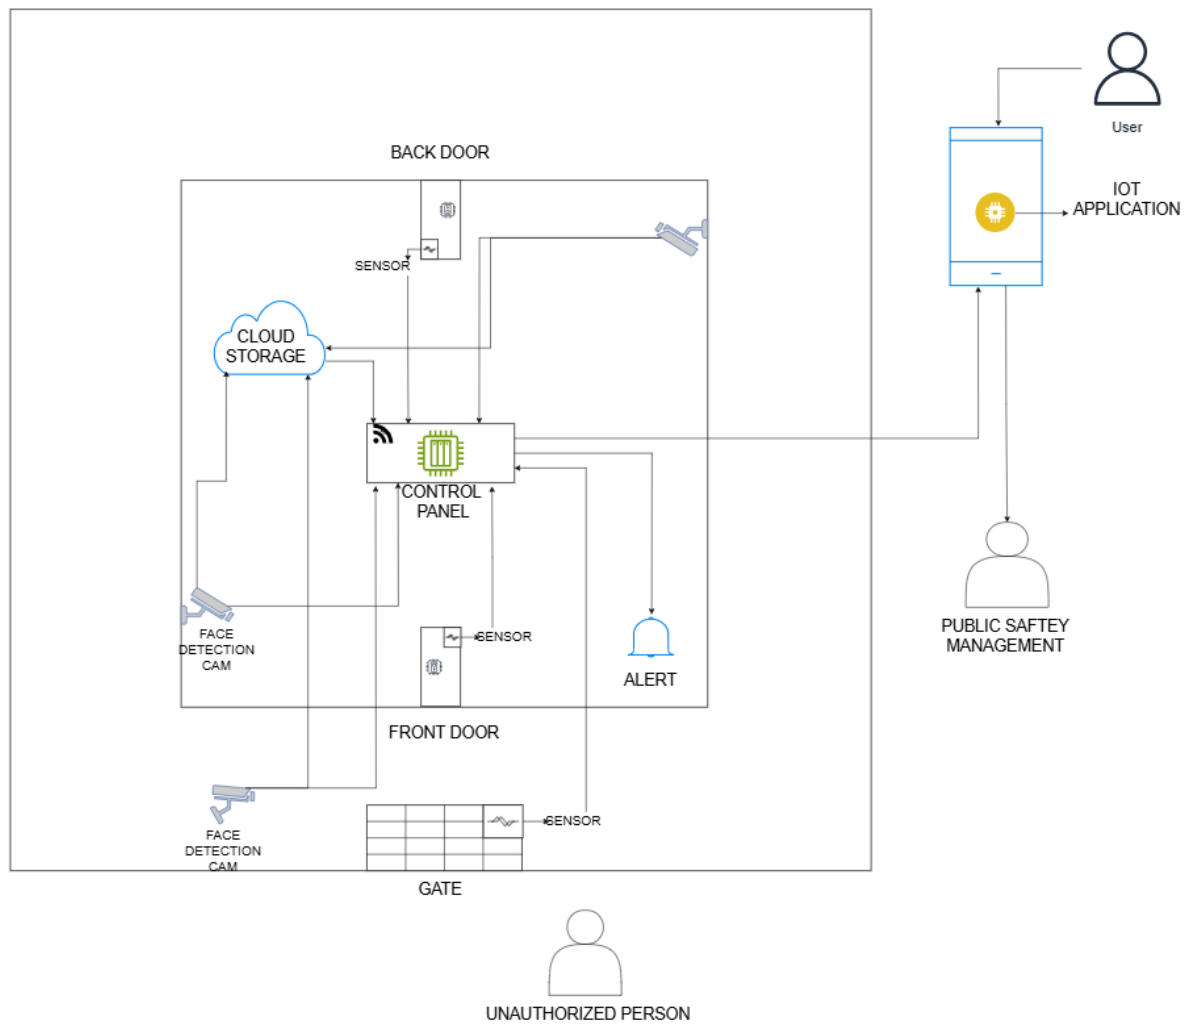 User
BACK DOOR
IOT
APPLICATION
SENSOR
CLOUD
STORAGE
CONTROL
PANEL
FACE
DETECTION
CAM
SENSOR
PUBLIC SAFTEY
MANAGEMENT
ALERT
FRONT DOOR
FACE
DETECTION
CAM
SENSOR
GATE
UNAUTHORIZED PERSON